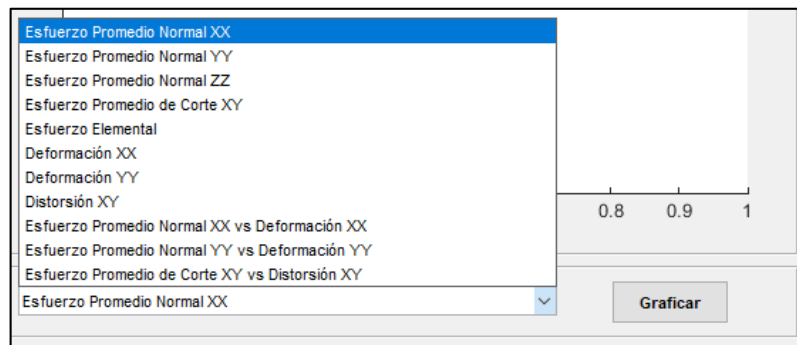 Esfuerzo Promedio Normal XX
Esfuerzo Promedio Normal YY
Esfuerzo Promedio Normal ZZ
Esfuerzo Promedio de Corte XY
Esfuerzo Elemental
Deformación XX
Deformación YY
Distorsión XY
Esfuerzo Promedio Normal XX vs Deformación XX
Esfuerzo Promedio Normal YY vs Deformación YY
Esfuerzo Promedio de Corte XY vs Distorsión XY
0.8 0.9 1
Esfuerzo Promedio Normal XX
Graficar